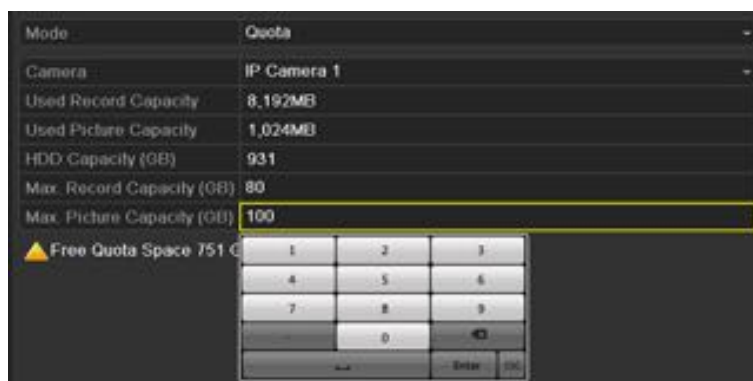 Mode Quota
Camera IP Camera 1
Used Record Capacity 8,192MB
Used Picture Capacity 1,024MB
HDD Capacity (GB) 931
Max. Record Capacity (GB) 80
Max. Picture Capacity (GB) 100
Free Quota Space 751 G
1 2 3
4 5 6
7 8 9
0
Enter ESC